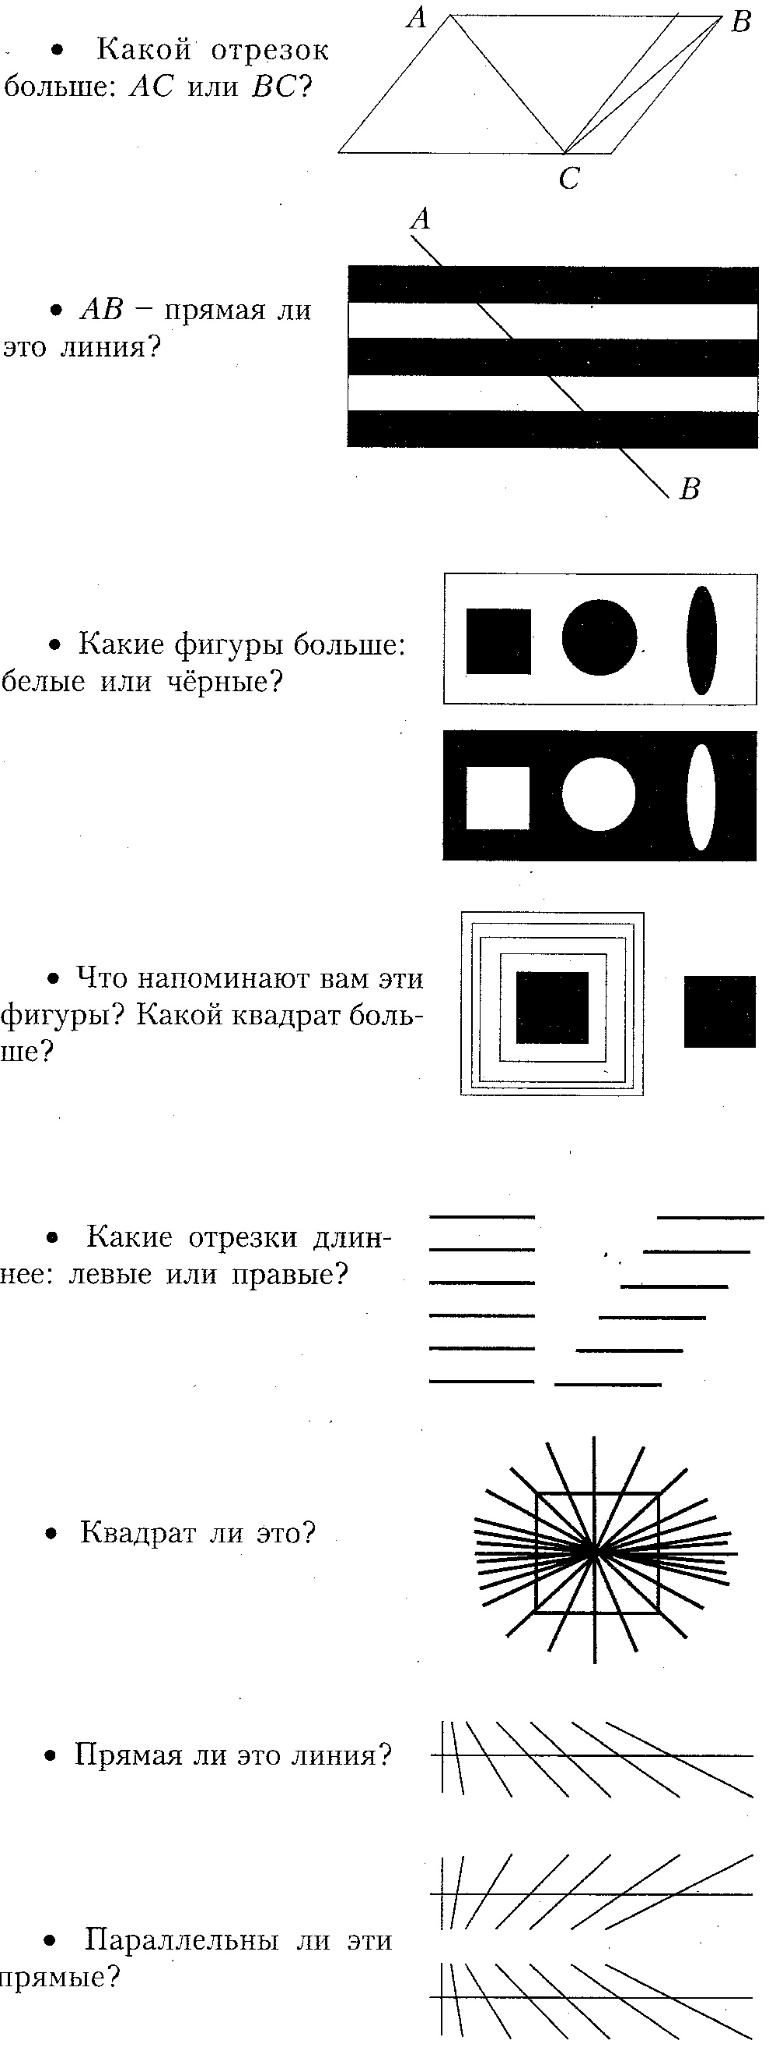 A
B
• Какой отрезок
больше: AC или BC?
C
A
• AB – прямая ли
это линия?
B
• Какие фигуры больше:
белые или чёрные?
• Что напоминают вам эти
фигуры? Какой квадрат боль-
ше?
• Какие отрезки длин-
нее: левые или правые?
• Квадрат ли это?
• Прямая ли это линия?
• Параллельны ли эти
прямые?